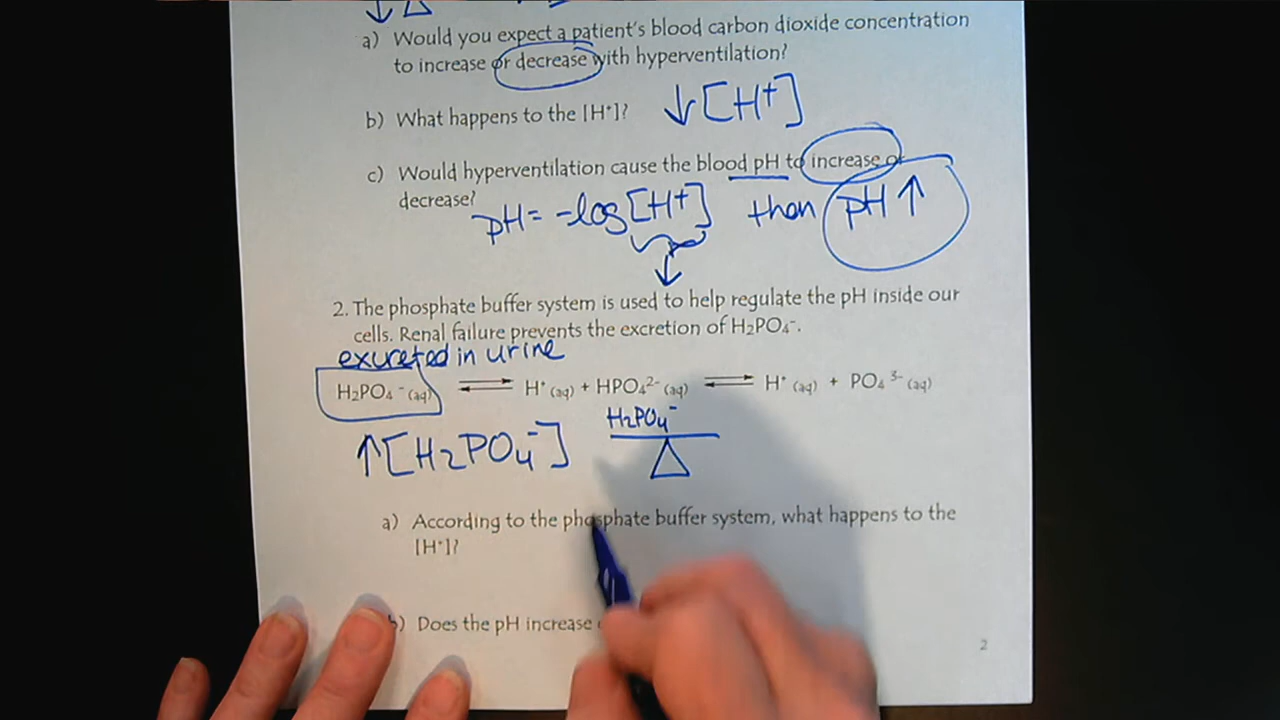 a) Would you expect a patient's blood carbon dioxide concentration
to increase or decrease with hyperventilation?
b) What happens to the [H⁺]? ↓ [H⁺]
c) Would hyperventilation cause the blood pH to increase or
decrease?
pH = -log [H⁺] then pH ↑
↓
2. The phosphate buffer system is used to help regulate the pH inside our
cells. Renal failure prevents the excretion of H₂PO₄⁻.
excreted in urine
H₂PO₄⁻(aq) ⇌ H⁺(aq) + HPO₄²⁻(aq) ⇌ H⁺(aq) + PO₄³⁻(aq)
H₂PO₄⁻
↑[H₂PO₄⁻]
a) According to the phosphate buffer system, what happens to the
[H⁺]?
b) Does the pH increase
2